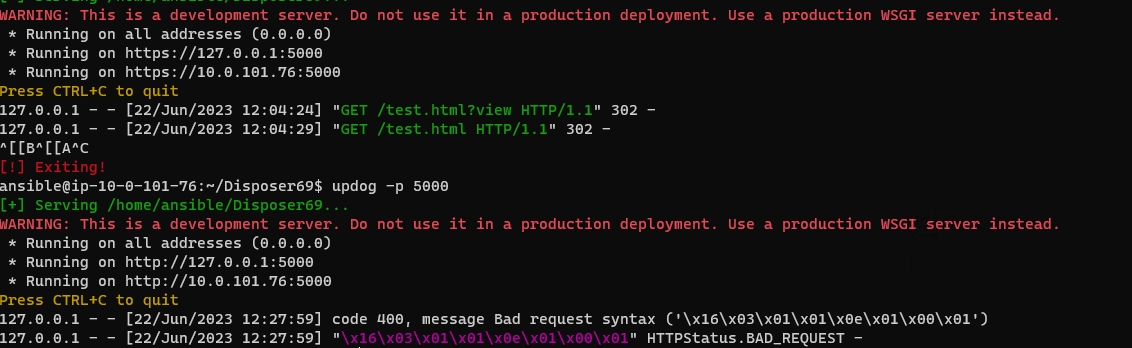 WARNING: This is a development server. Do not use it in a production deployment. Use a production WSGI server instead.
 * Running on all addresses (0.0.0.0)
 * Running on https://127.0.0.1:5000
 * Running on https://10.0.101.76:5000
Press CTRL+C to quit
127.0.0.1 - - [22/Jun/2023 12:04:24] "GET /test.html?view HTTP/1.1" 302 -
127.0.0.1 - - [22/Jun/2023 12:04:29] "GET /test.html HTTP/1.1" 302 -
^[[B^[[A^C
[!] Exiting!
ansible@ip-10-0-101-76:~/Disposer69$ updog -p 5000
[+] Serving /home/ansible/Disposer69...
WARNING: This is a development server. Do not use it in a production deployment. Use a production WSGI server instead.
 * Running on all addresses (0.0.0.0)
 * Running on http://127.0.0.1:5000
 * Running on http://10.0.101.76:5000
Press CTRL+C to quit
127.0.0.1 - - [22/Jun/2023 12:27:59] code 400, message Bad request syntax ('\x16\x03\x01\x01\x0e\x01\x00\x01')
127.0.0.1 - - [22/Jun/2023 12:27:59] "\x16\x03\x01\x01\x0e\x01\x00\x01" HTTPStatus.BAD_REQUEST -